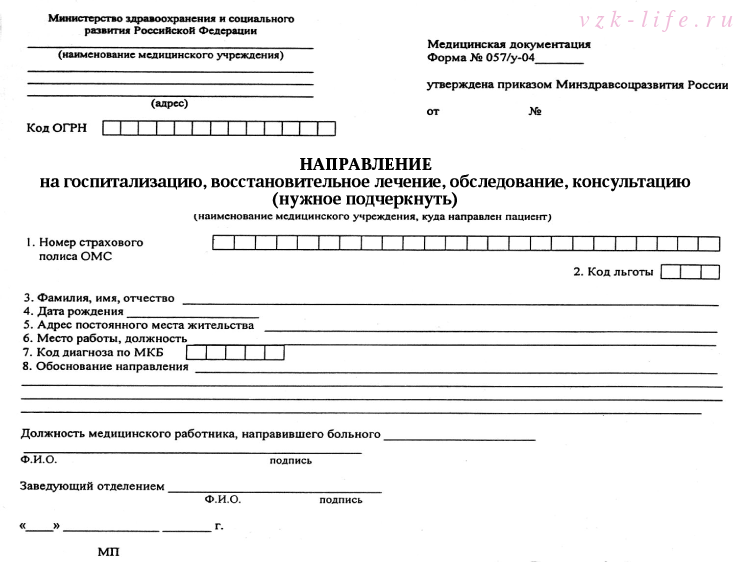 vzk-life.ru
Министерство здравоохранения и социального
развития Российской Федерации
(наименование медицинского учреждения)
(адрес)
Код ОГРН
Медицинская документация
Форма № 057/у-04_______
утверждена приказом Минздравсоцразвития России
от №
НАПРАВЛЕНИЕ
на госпитализацию, восстановительное лечение, обследование, консультацию
(нужное подчеркнуть)
(наименование медицинского учреждения, куда направлен пациент)
1. Номер страхового
полиса ОМС
2. Код льготы
3. Фамилия, имя, отчество
4. Дата рождения
5. Адрес постоянного места жительства
6. Место работы, должность
7. Код диагноза по МКБ
8. Обоснование направления
Должность медицинского работника, направившего больного
Ф.И.О. подпись
Заведующий отделением
Ф.И.О. подпись
«____» ______________ _______ г.
МП